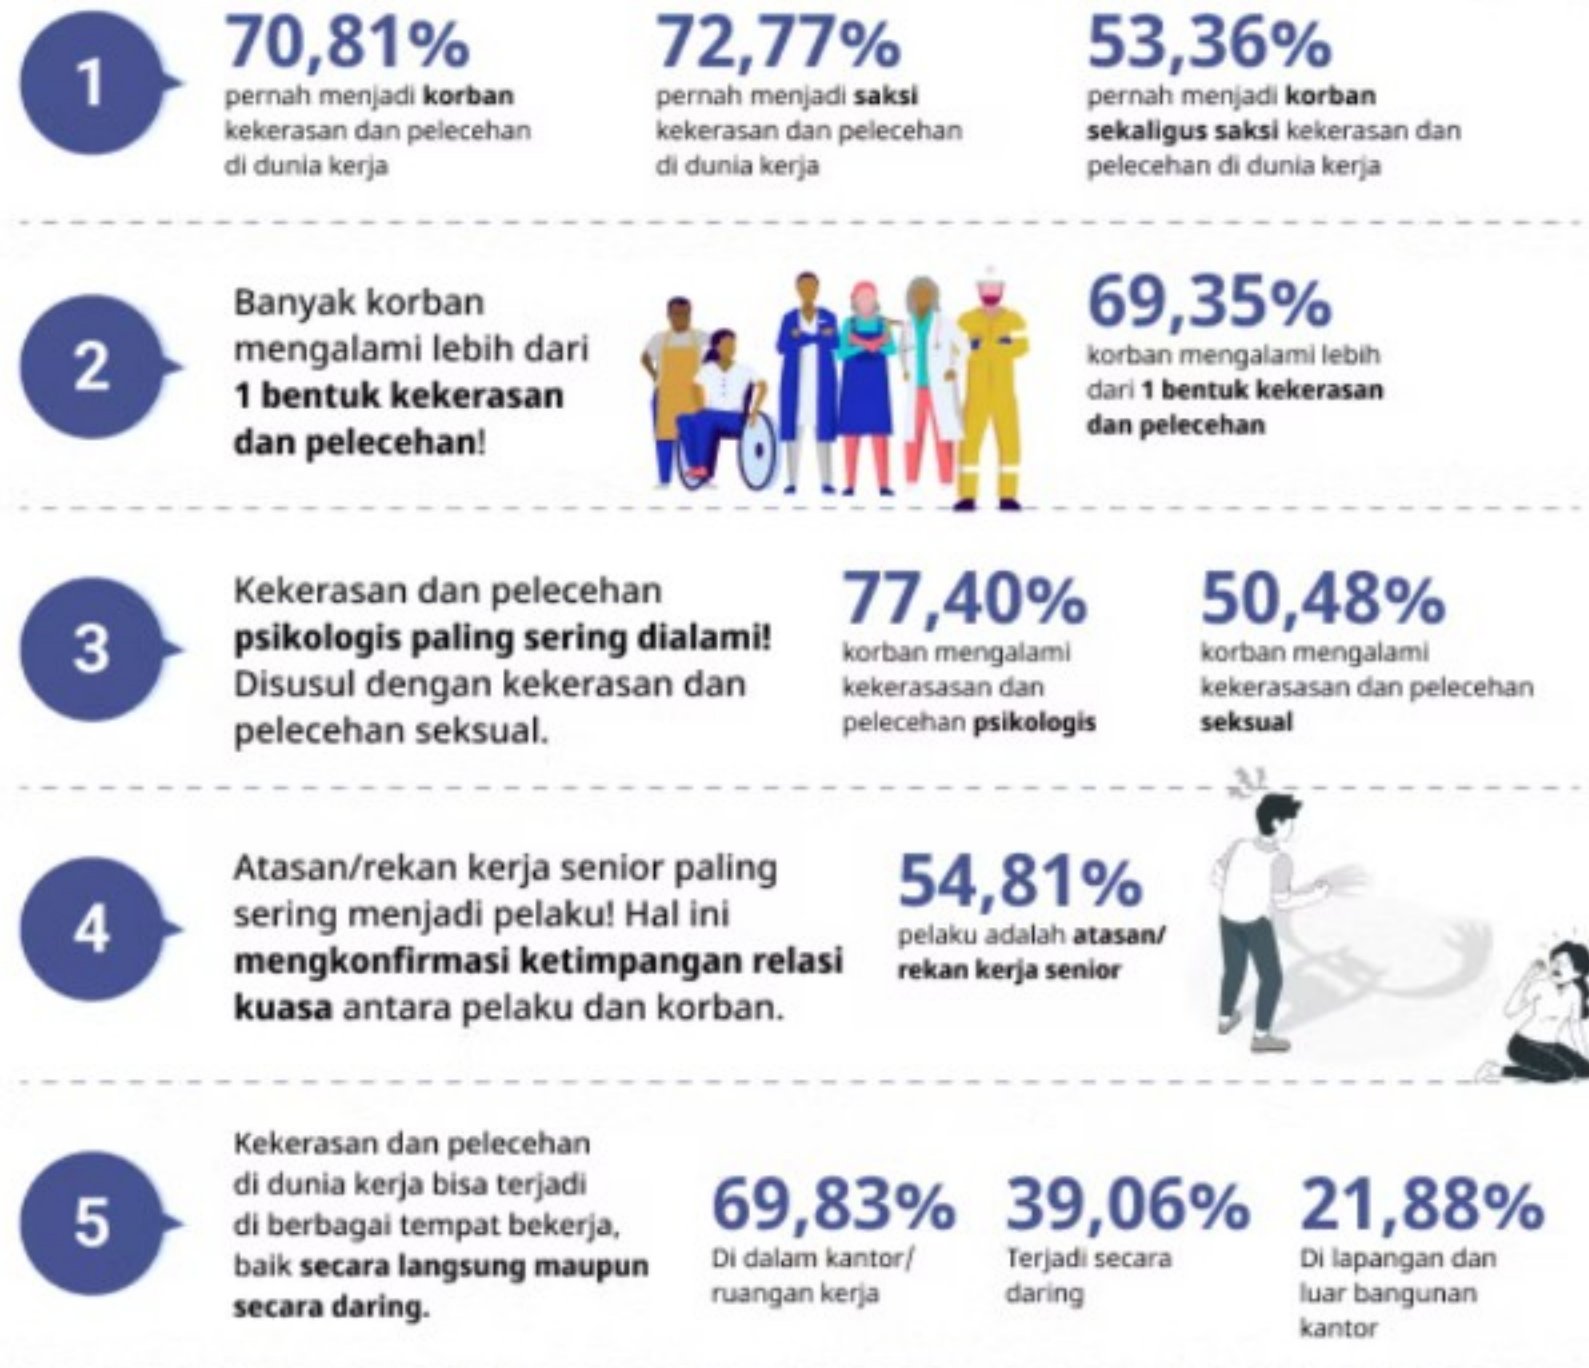 1
70,81%
pernah menjadi korban
kekerasan dan pelecehan
di dunia kerja
72,77%
pernah menjadi saksi
kekerasan dan pelecehan
di dunia kerja
53,36%
pernah menjadi korban
sekaligus saksi kekerasan dan
pelecehan di dunia kerja
2
Banyak korban
mengalami lebih dari
1 bentuk kekerasan
dan pelecehan!
69,35%
korban mengalami lebih
dari 1 bentuk kekerasan
dan pelecehan
3
Kekerasan dan pelecehan
psikologis paling sering dialami!
Disusul dengan kekerasan dan
pelecehan seksual.
77,40%
korban mengalami
kekerasasan dan
pelecehan psikologis
50,48%
korban mengalami
kekerasasan dan pelecehan
seksual
4
Atasan/rekan kerja senior paling
sering menjadi pelaku! Hal ini
mengkonfirmasi ketimpangan relasi
kuasa antara pelaku dan korban.
54,81%
pelaku adalah atasan/
rekan kerja senior
5
Kekerasan dan pelecehan
di dunia kerja bisa terjadi
di berbagai tempat bekerja,
baik secara langsung maupun
secara daring.
69,83%
Di dalam kantor/
ruangan kerja
39,06%
Terjadi secara
daring
21,88%
Di lapangan dan
luar bangunan
kantor